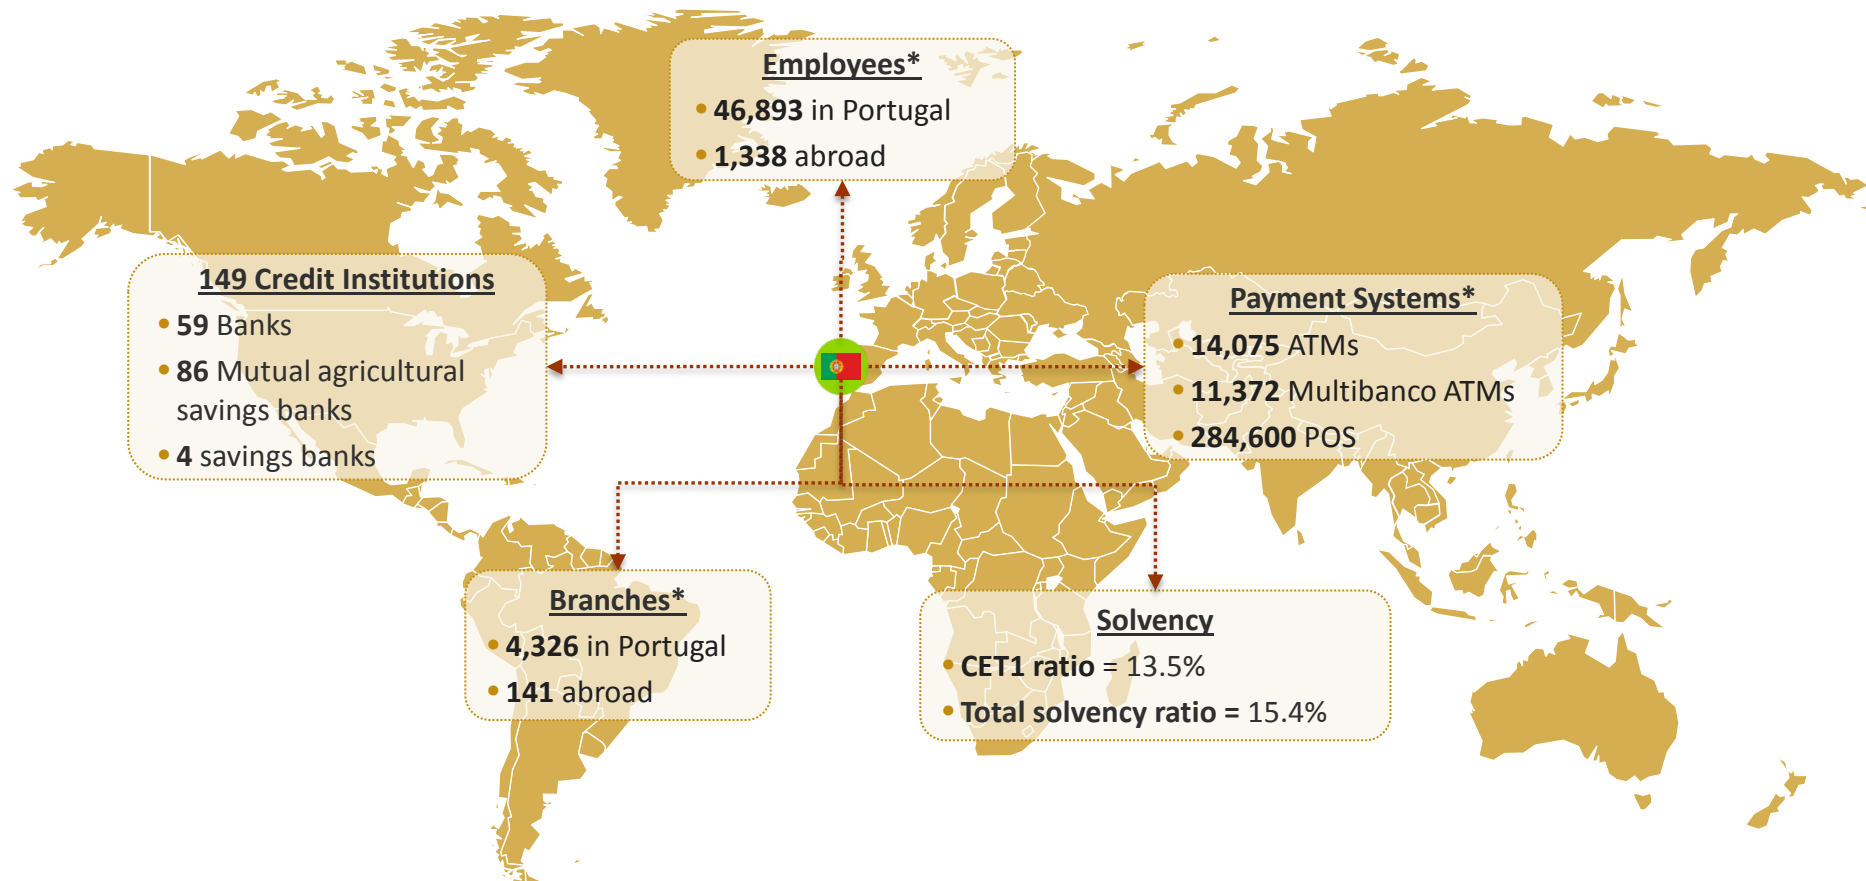 Employees*
• 46,893 in Portugal
• 1,338 abroad
149 Credit Institutions
• 59 Banks
• 86 Mutual agricultural
savings banks
• 4 savings banks
Payment Systems*
• 14,075 ATMs
• 11,372 Multibanco ATMs
• 284,600 POS
Branches*
• 4,326 in Portugal
• 141 abroad
Solvency
• CET1 ratio = 13.5%
• Total solvency ratio = 15.4%